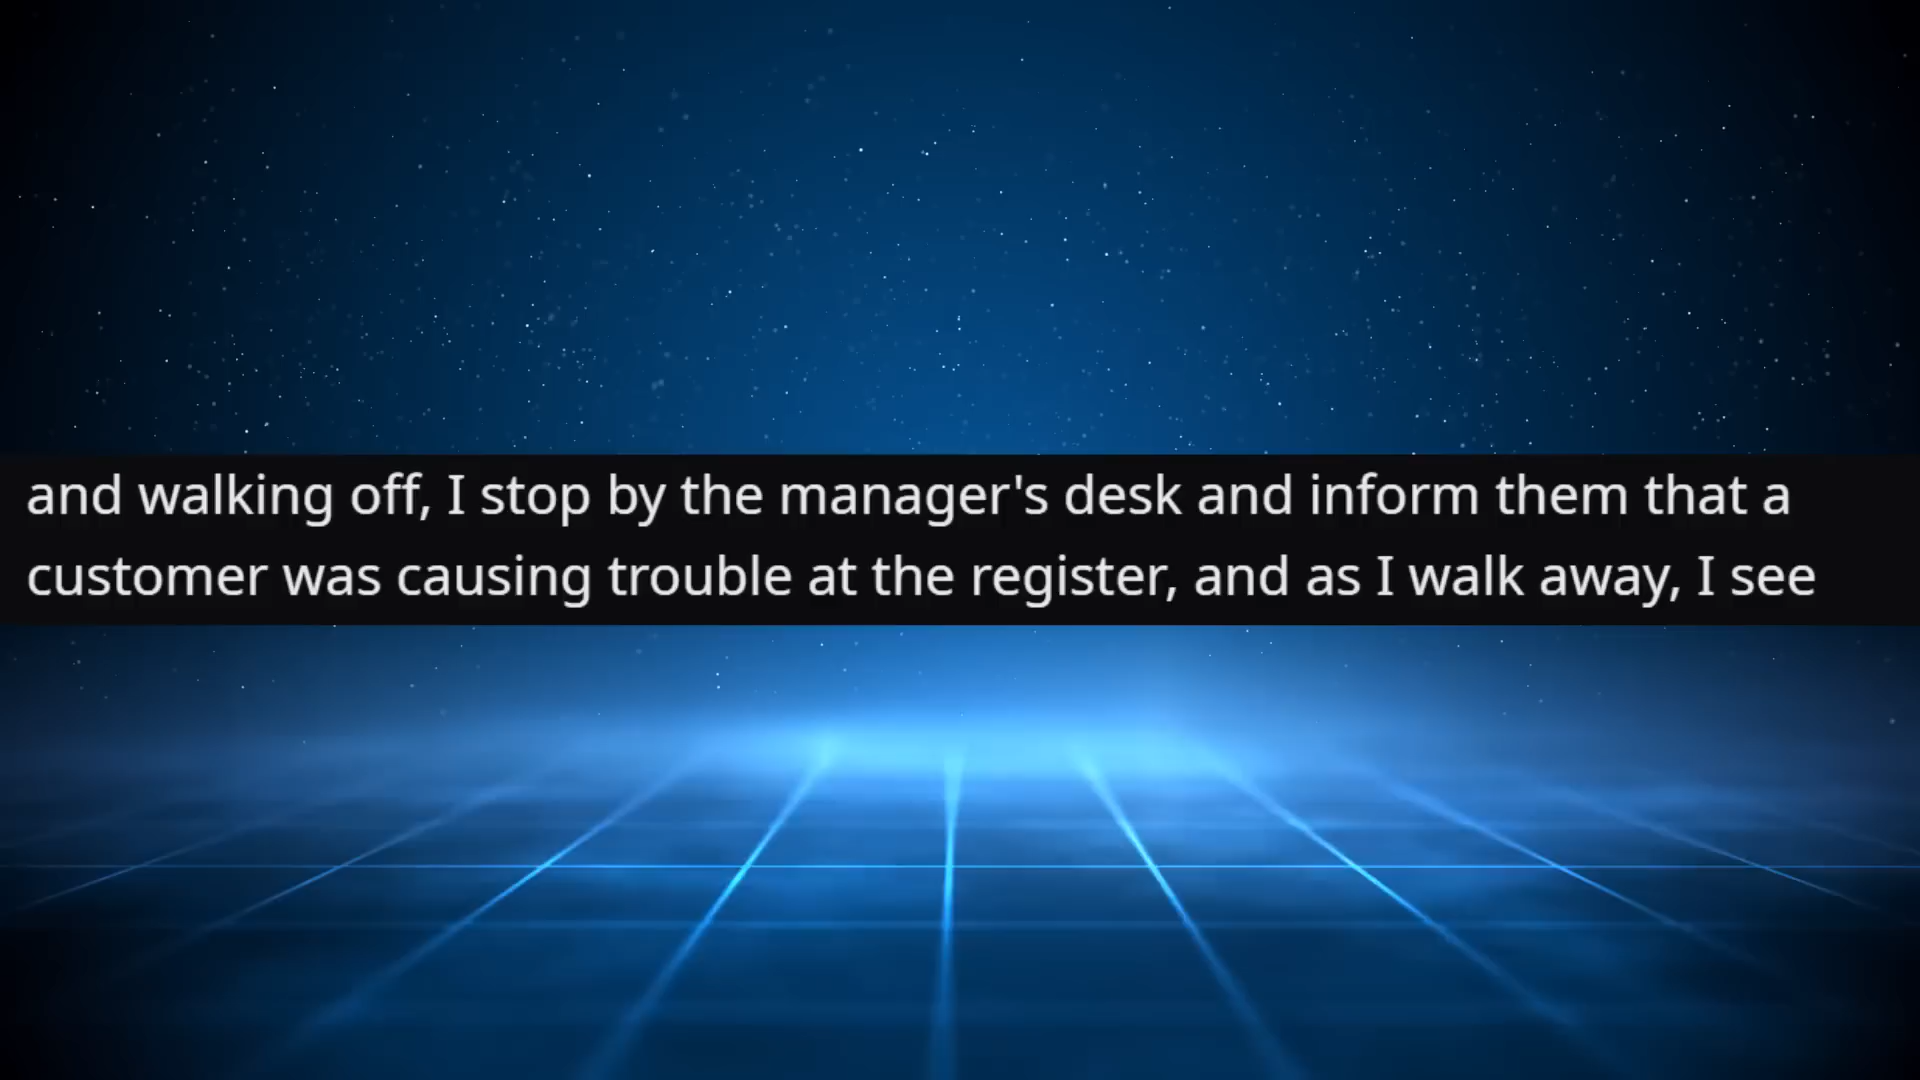 and walking off, I stop by the manager's desk and inform them that a
customer was causing trouble at the register, and as I walk away, I see